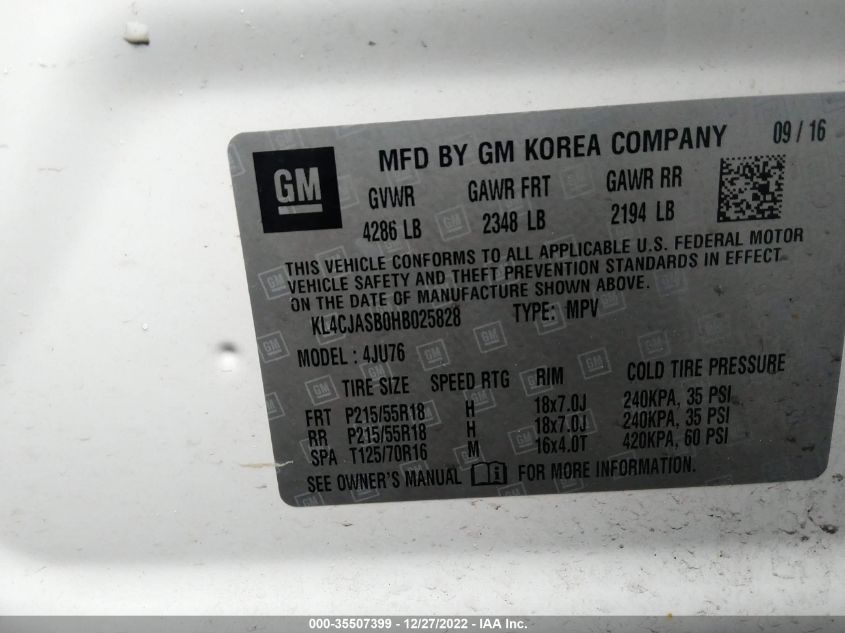 GM
MFD BY GM KOREA COMPANY 09 / 16
GVWR GAWR FRT GAWR RR
4286 LB 2348 LB 2194 LB
THIS VEHICLE CONFORMS TO ALL APPLICABLE U.S. FEDERAL MOTOR
VEHICLE SAFETY AND THEFT PREVENTION STANDARDS IN EFFECT
ON THE DATE OF MANUFACTURE SHOWN ABOVE.
KL4CJASB0HB025828 TYPE: MPV
MODEL : 4JU76
TIRE SIZE SPEED RTG RIM COLD TIRE PRESSURE
FRT P215/55R18 H 18x7.0J 240KPA, 35 PSI
RR P215/55R18 H 18x7.0J 240KPA, 35 PSI
SPA T125/70R16 M 16x4.0T 420KPA, 60 PSI
SEE OWNER'S MANUAL FOR MORE INFORMATION.
000-35507399 - 12/27/2022 - IAA Inc.